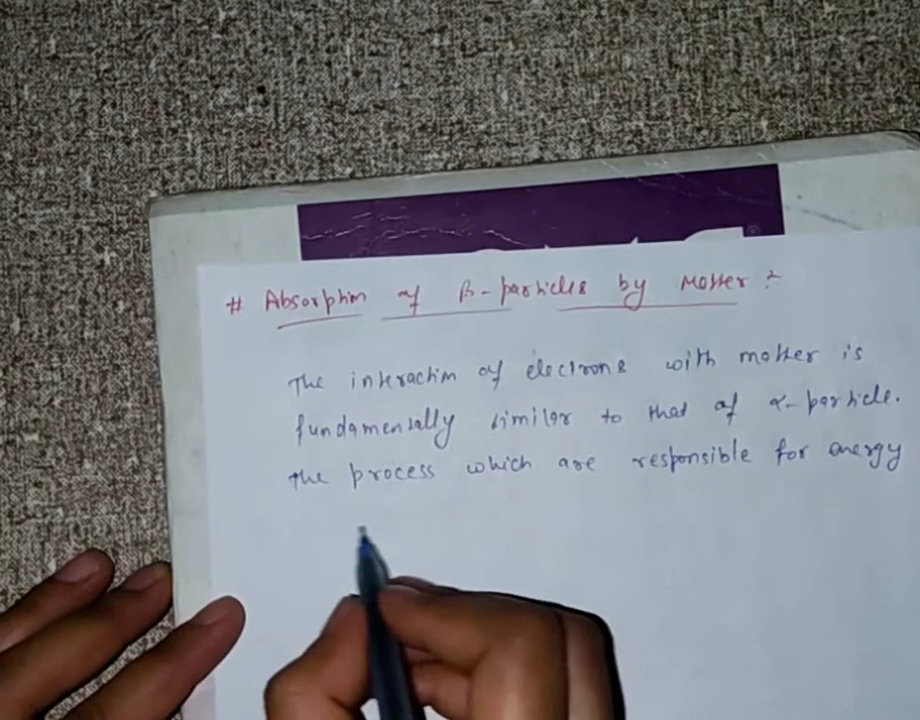 # Absorption of β-particles by Matter :
The interaction of electrons with matter is
fundamentally similar to that of α-particle.
The process which are responsible for energy